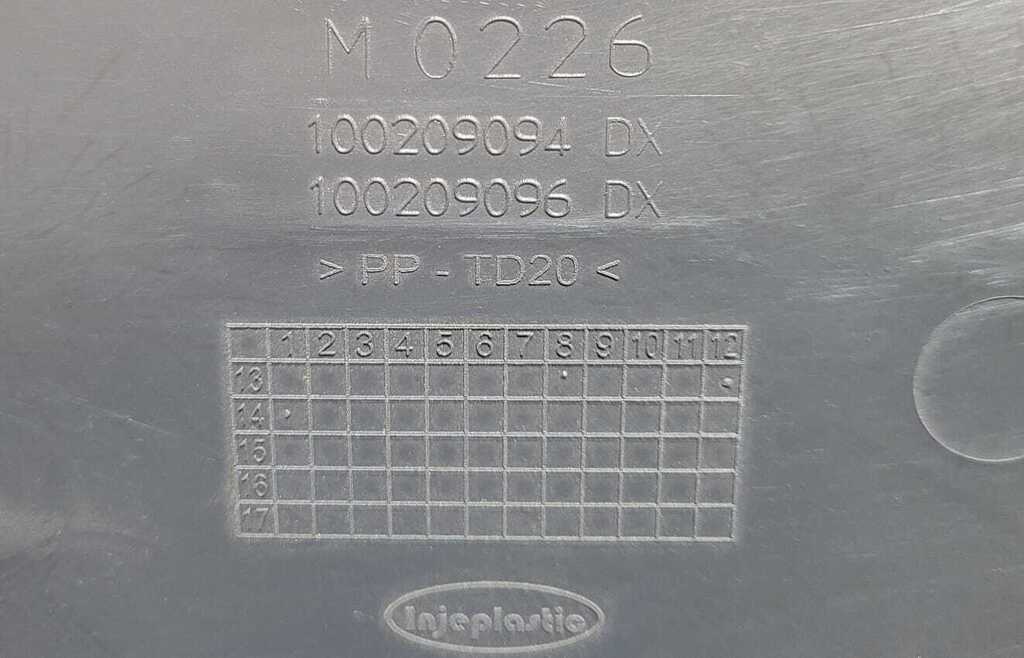 M 0226
100209094 DX
100209096 DX
> PP - TD20 <
1 2 3 4 5 6 7 8 9 10 11 12
13
14
15
16
17
Injeplastic